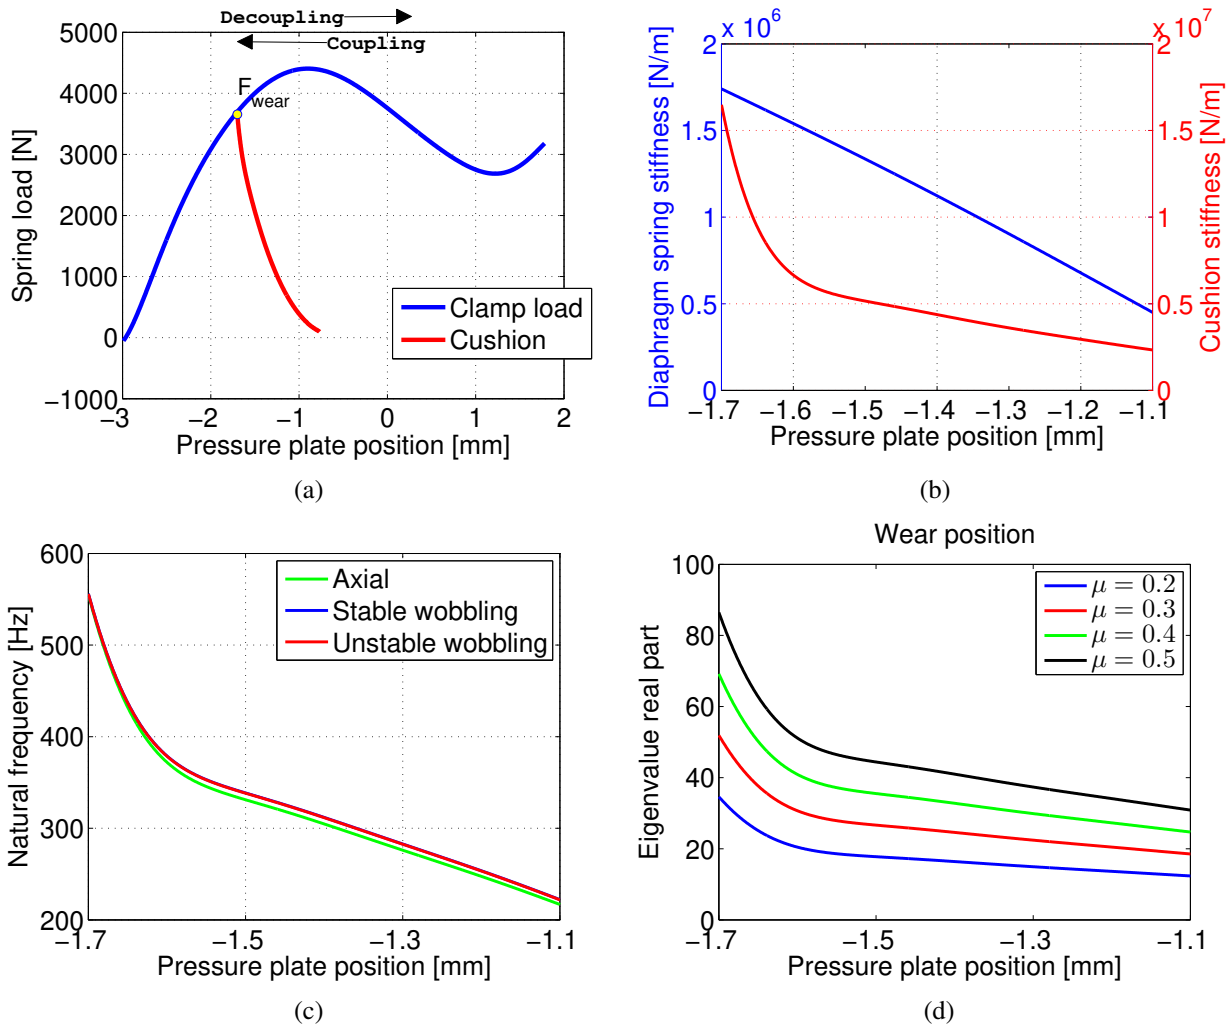 Decoupling
Coupling
5000
4000
3000
2000
1000
0
−1000
F wear
Clamp load
Cushion
−3 −2 −1 0 1 2
Spring load [N]
Pressure plate position [mm]
(a)
x 10^6
x 10^7
2
1.5
1
0.5
0
2
1.5
1
0.5
0
Diaphragm spring stiffness [N/m]
Cushion stiffness [N/m]
−1.7 −1.6 −1.5 −1.4 −1.3 −1.2 −1.1
Pressure plate position [mm]
(b)
600
500
400
300
200
Axial
Stable wobbling
Unstable wobbling
Natural frequency [Hz]
−1.7 −1.5 −1.3 −1.1
Pressure plate position [mm]
(c)
Wear position
100
80
60
40
20
0
μ = 0.2
μ = 0.3
μ = 0.4
μ = 0.5
Eigenvalue real part
−1.7 −1.5 −1.3 −1.1
Pressure plate position [mm]
(d)